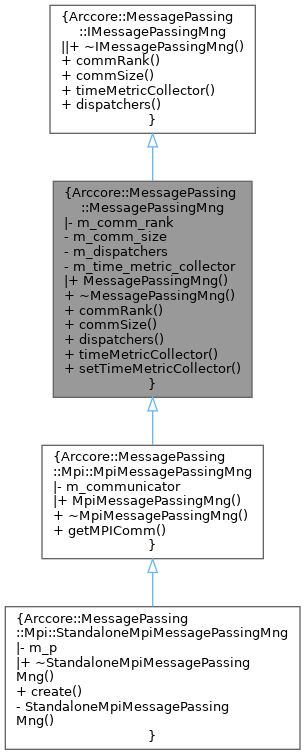 {Arccore::MessagePassing
::IMessagePassingMng
||+ ~IMessagePassingMng()
+ commRank()
+ commSize()
+ timeMetricCollector()
+ dispatchers()
}
{Arccore::MessagePassing
::MessagePassingMng
|- m_comm_rank
- m_comm_size
- m_dispatchers
- m_time_metric_collector
|+ MessagePassingMng()
+ ~MessagePassingMng()
+ commRank()
+ commSize()
+ dispatchers()
+ timeMetricCollector()
+ setTimeMetricCollector()
}
{Arccore::MessagePassing
::Mpi::MpiMessagePassingMng
|- m_communicator
|+ MpiMessagePassingMng()
+ ~MpiMessagePassingMng()
+ getMPIComm()
}
{Arccore::MessagePassing
::Mpi::StandaloneMpiMessagePassingMng
|- m_p
|+ ~StandaloneMpiMessagePassing
Mng()
+ create()
- StandaloneMpiMessagePassing
Mng()
}